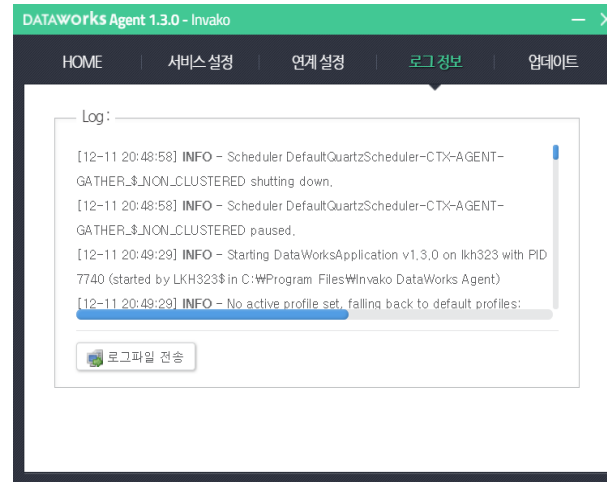 DATAWorks Agent 1.3.0 - Invako
HOME 서비스 설정 연계 설정 로그 정보 업데이트
Log :
[12-11 20:48:58] INFO - Scheduler DefaultQuartzScheduler-CTX-AGENT-
GATHER_$_NON_CLUSTERED shutting down.
[12-11 20:48:58] INFO - Scheduler DefaultQuartzScheduler-CTX-AGENT-
GATHER_$_NON_CLUSTERED paused.
[12-11 20:49:29] INFO - Starting DataWorksApplication v1.3.0 on lkh323 with PID
7740 (started by LKH323$ in C:₩Program Files₩Invako DataWorks Agent)
[12-11 20:49:29] INFO - No active profile set, falling back to default profiles:
로그파일 전송